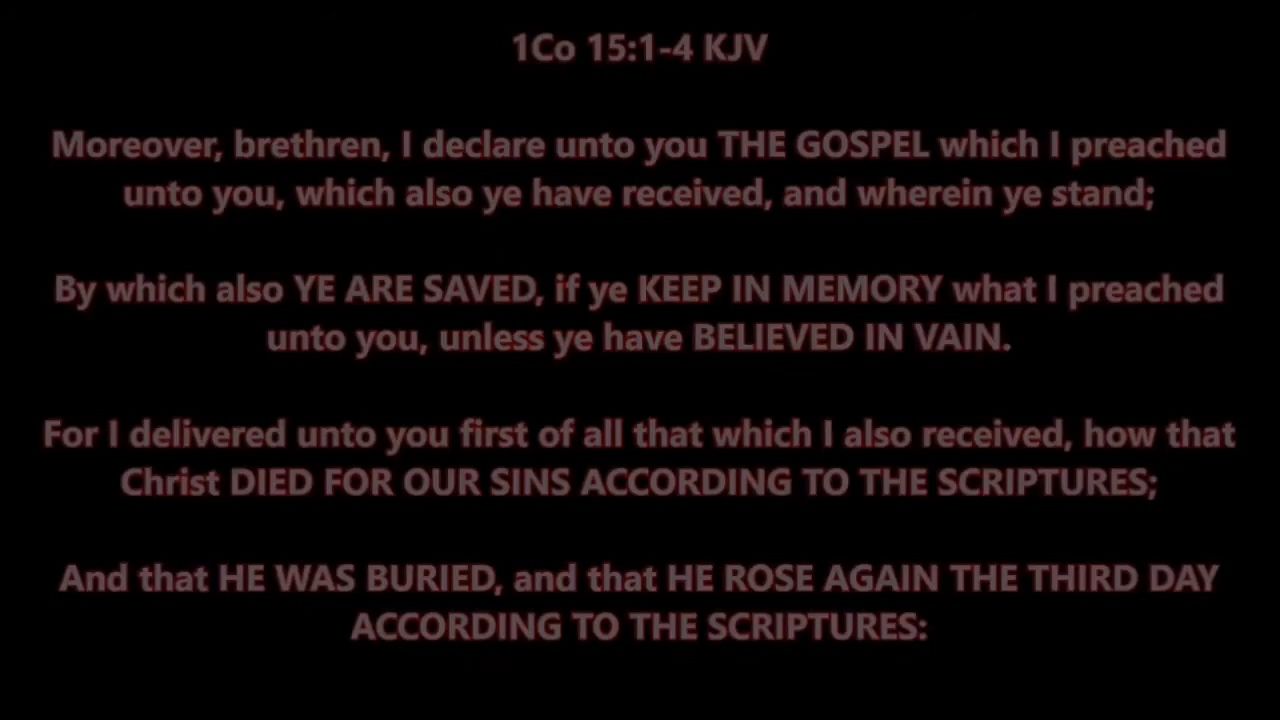 1Co 15:1-4 KJV
Moreover, brethren, I declare unto you THE GOSPEL which I preached
unto you, which also ye have received, and wherein ye stand;
By which also YE ARE SAVED, if ye KEEP IN MEMORY what I preached
unto you, unless ye have BELIEVED IN VAIN.
For I delivered unto you first of all that which I also received, how that
Christ DIED FOR OUR SINS ACCORDING TO THE SCRIPTURES;
And that HE WAS BURIED, and that HE ROSE AGAIN THE THIRD DAY
ACCORDING TO THE SCRIPTURES: